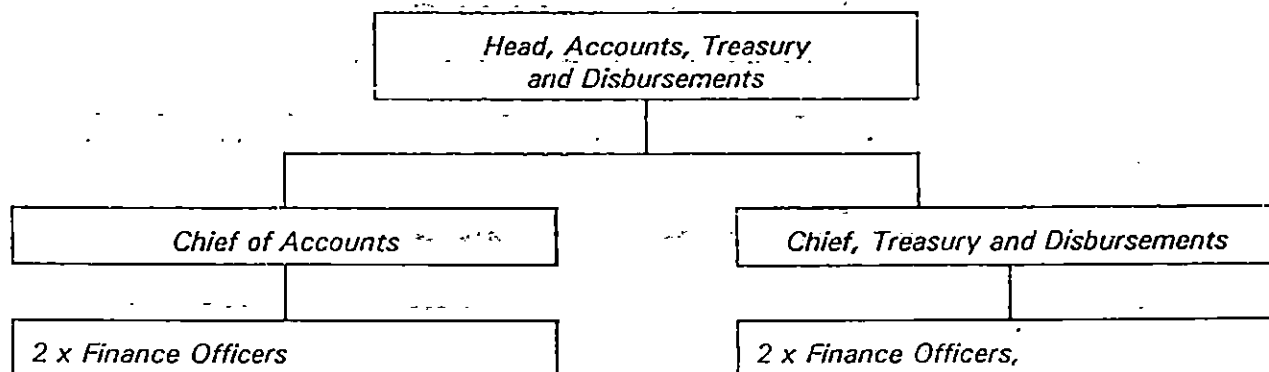 Head, Accounts, Treasury
and Disbursements
Chief of Accounts
Chief, Treasury and Disbursements
2 x Finance Officers
2 x Finance Officers,